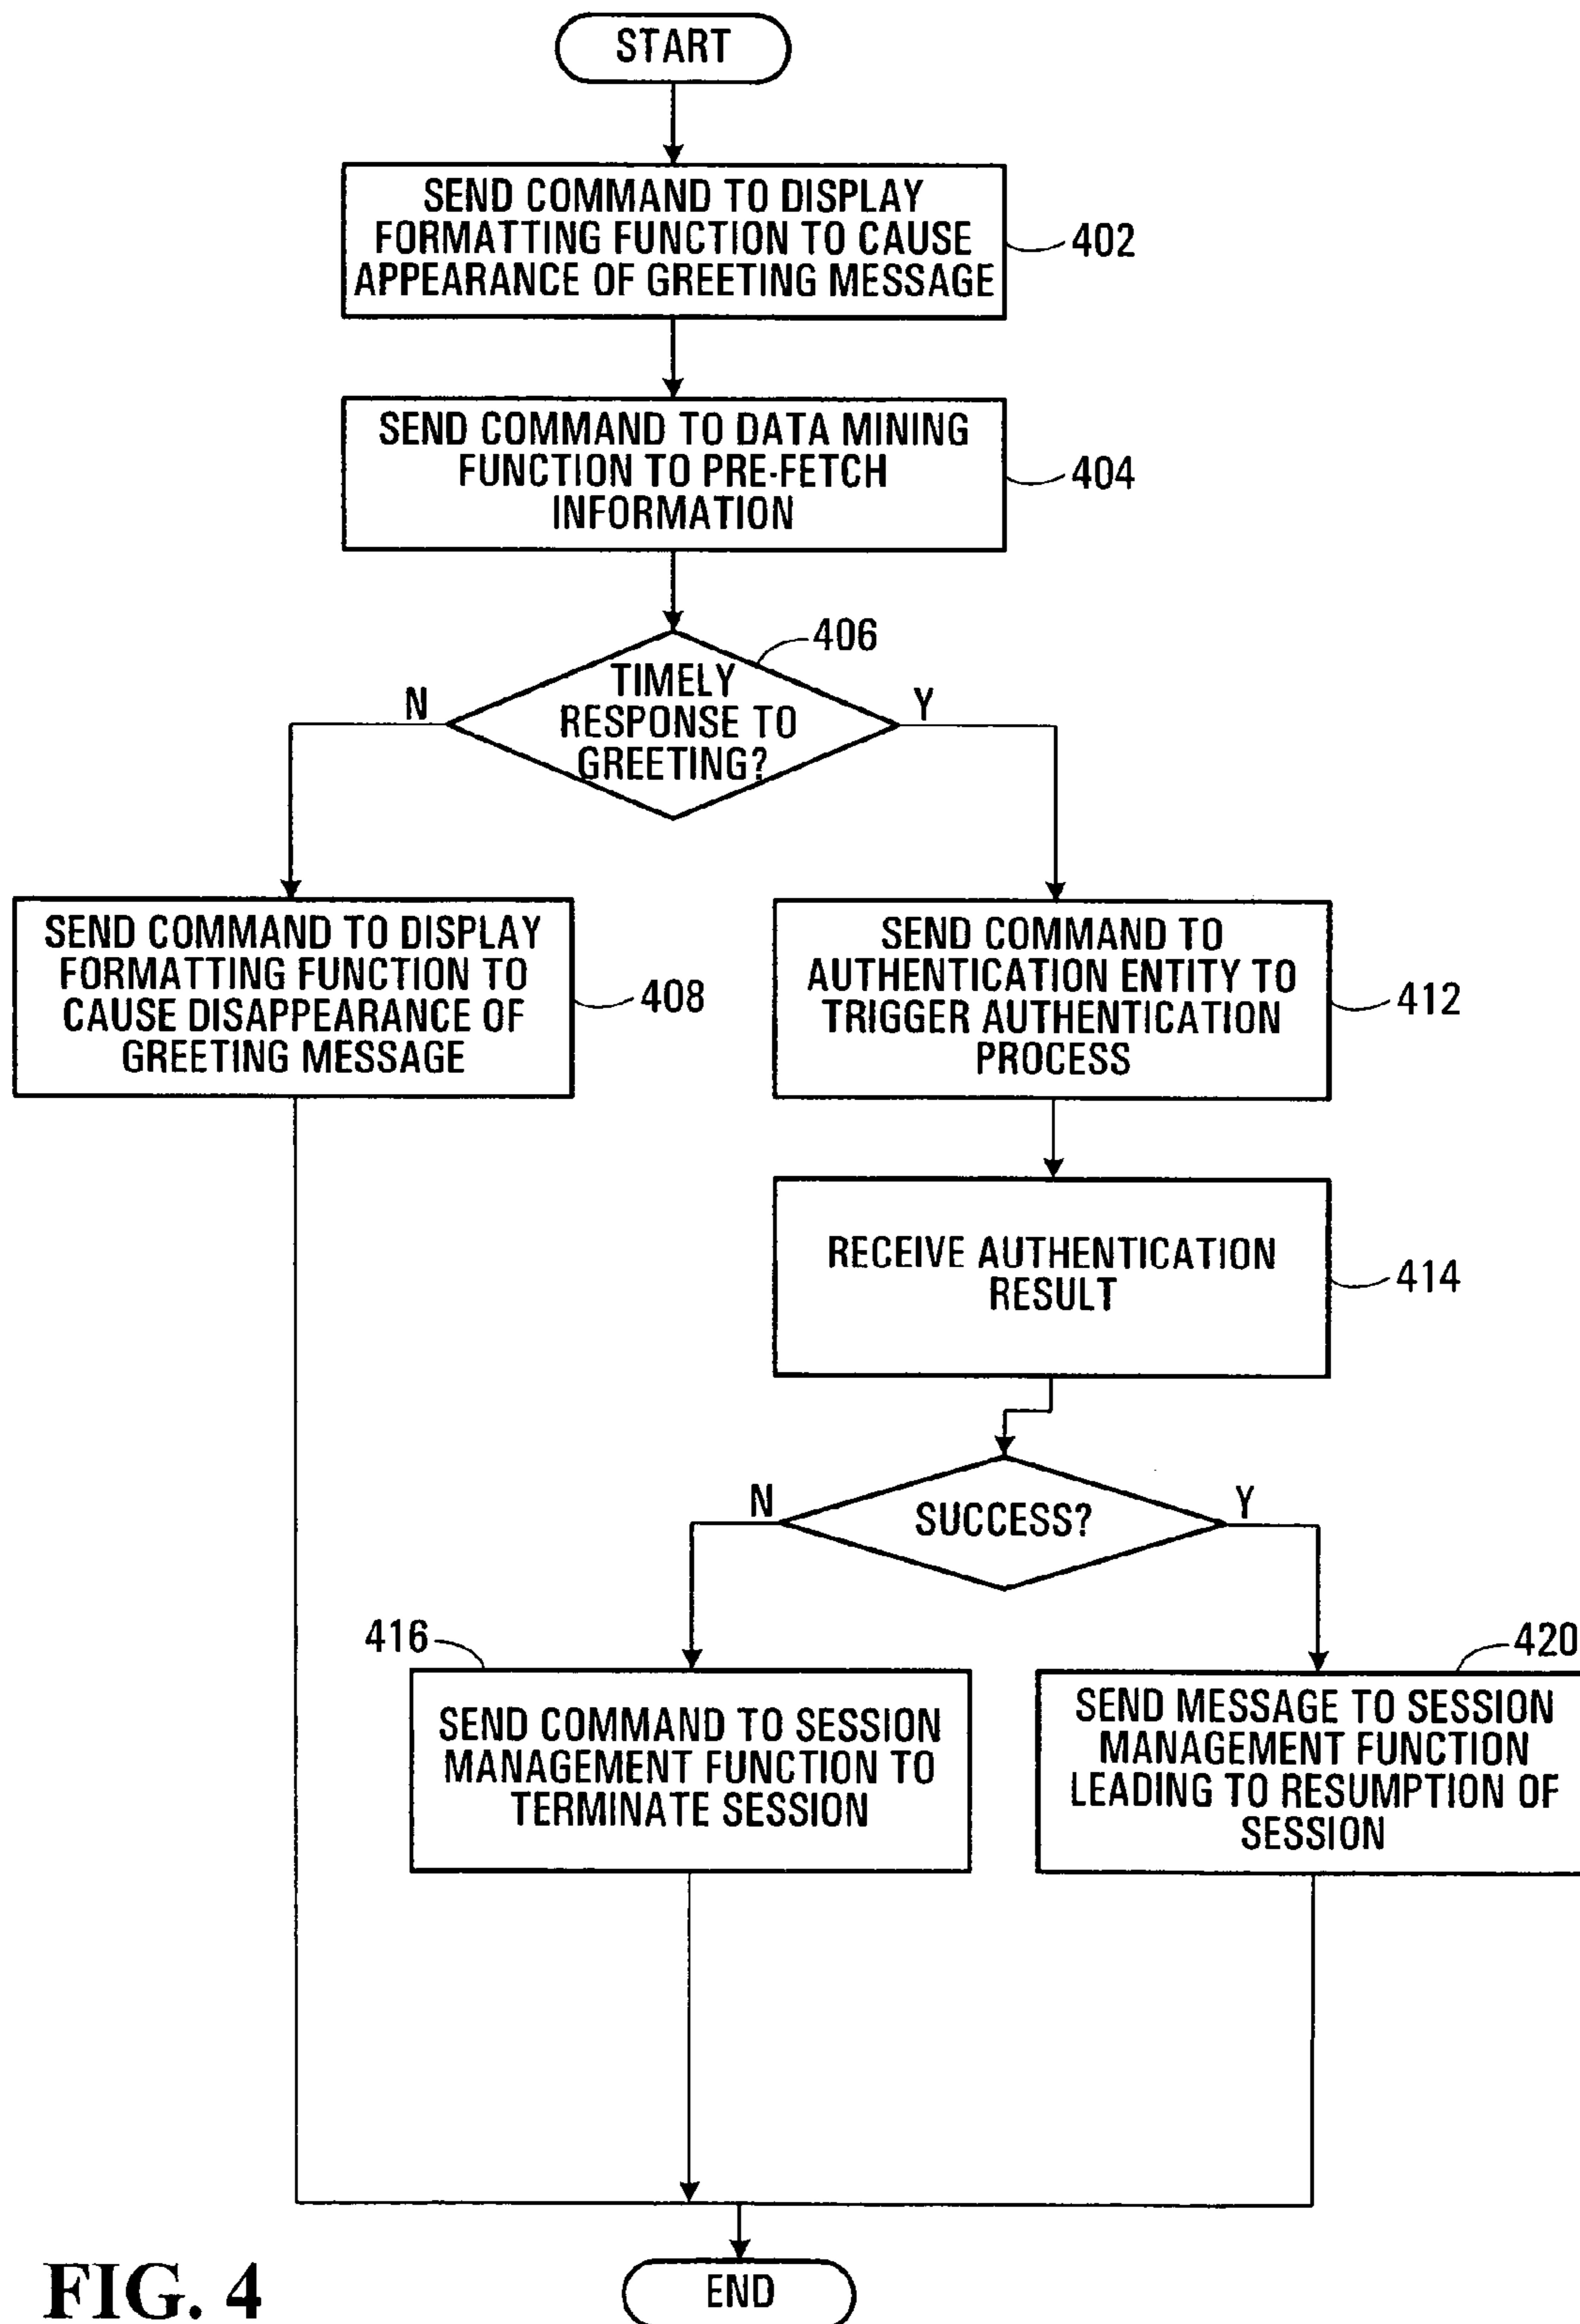 START
SEND COMMAND TO DISPLAY
FORMATTING FUNCTION TO CAUSE
APPEARANCE OF GREETING MESSAGE
402
SEND COMMAND TO DATA MINING
FUNCTION TO PRE-FETCH
INFORMATION
404
406
TIMELY
RESPONSE TO
GREETING?
N
Y
SEND COMMAND TO DISPLAY
FORMATTING FUNCTION TO
CAUSE DISAPPEARANCE OF
GREETING MESSAGE
408
SEND COMMAND TO
AUTHENTICATION ENTITY TO
TRIGGER AUTHENTICATION
PROCESS
412
RECEIVE AUTHENTICATION
RESULT
414
SUCCESS?
N
Y
416
SEND COMMAND TO SESSION
MANAGEMENT FUNCTION TO
TERMINATE SESSION
420
SEND MESSAGE TO SESSION
MANAGEMENT FUNCTION
LEADING TO RESUMPTION OF
SESSION
END
FIG. 4